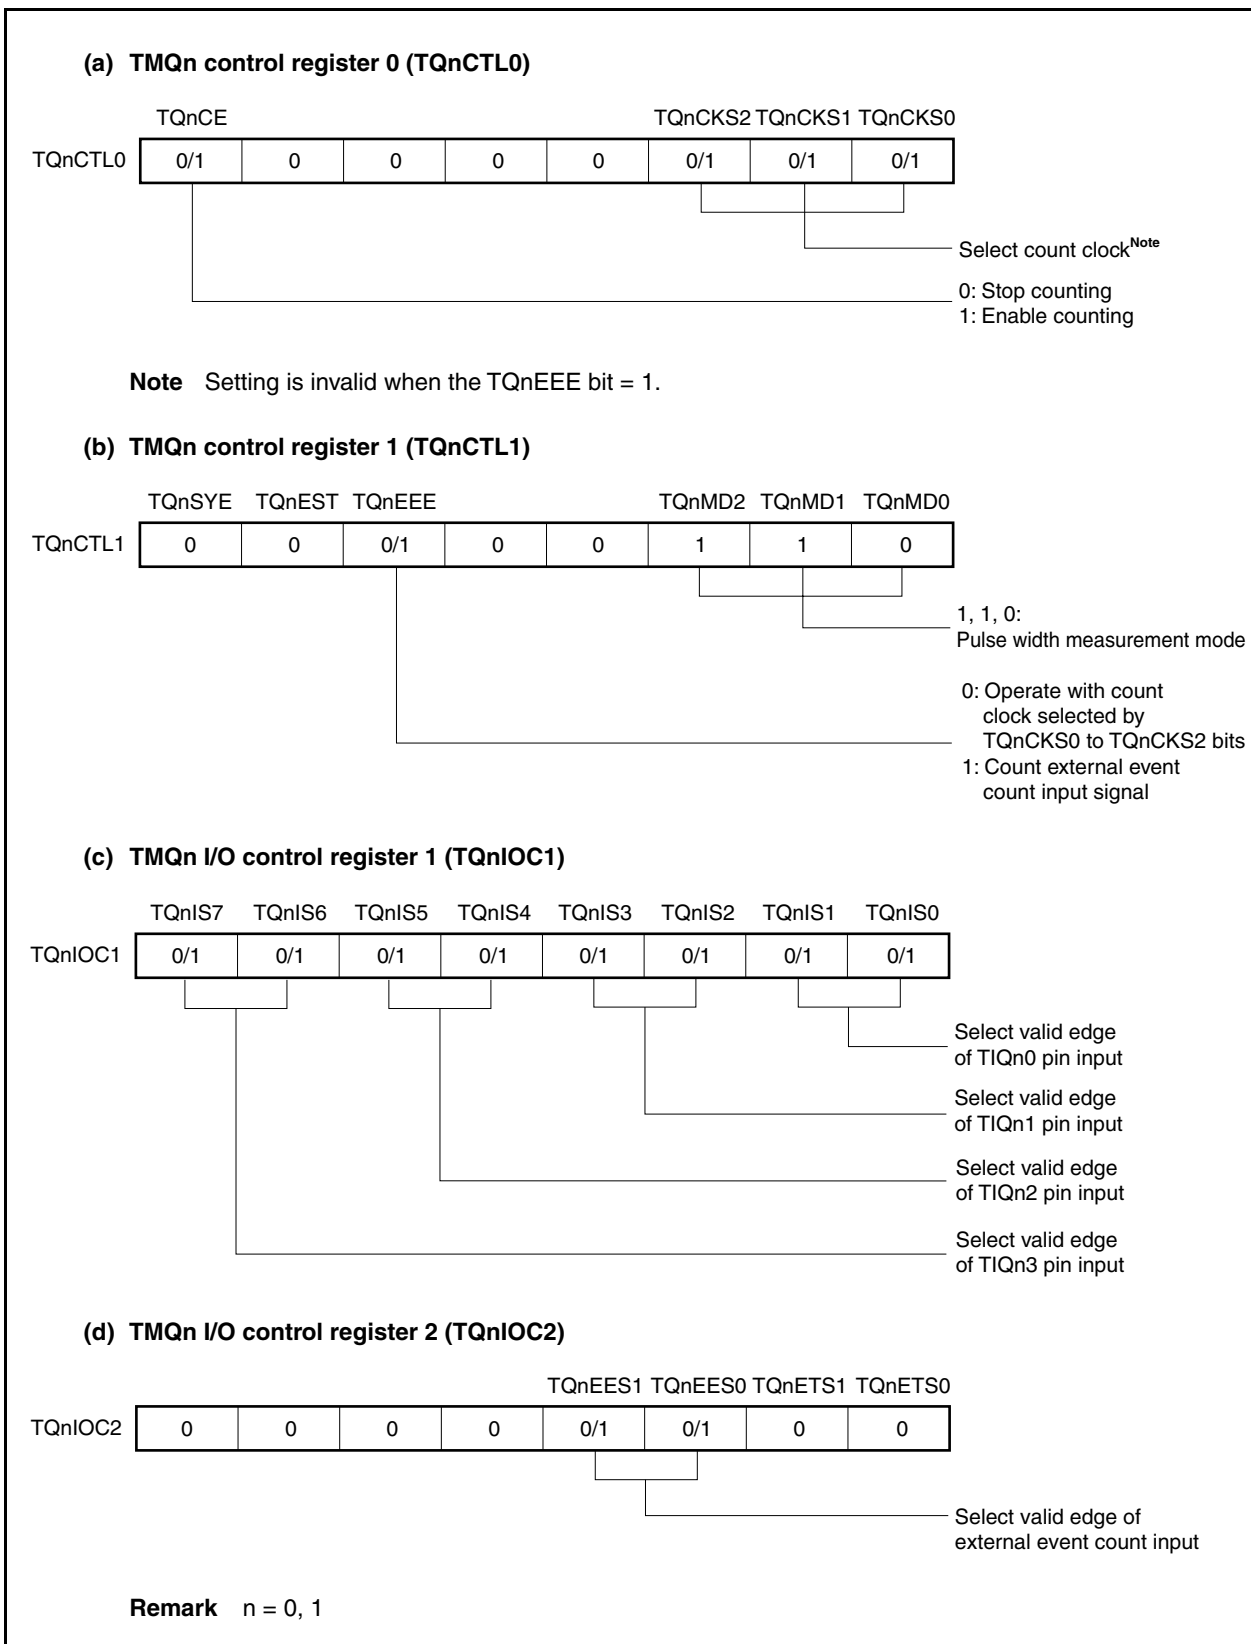 (a) TMQn control register 0 (TQnCTL0)
TQnCE TQnCKS2 TQnCKS1 TQnCKS0
TQnCTL0 0/1 0 0 0 0 0/1 0/1 0/1
Select count clockNote
0: Stop counting
1: Enable counting
Note Setting is invalid when the TQnEEE bit = 1.
(b) TMQn control register 1 (TQnCTL1)
TQnSYE TQnEST TQnEEE TQnMD2 TQnMD1 TQnMD0
TQnCTL1 0 0 0/1 0 0 1 1 0
1, 1, 0:
Pulse width measurement mode
0: Operate with count
clock selected by
TQnCKS0 to TQnCKS2 bits
1: Count external event
count input signal
(c) TMQn I/O control register 1 (TQnIOC1)
TQnIS7 TQnIS6 TQnIS5 TQnIS4 TQnIS3 TQnIS2 TQnIS1 TQnIS0
TQnIOC1 0/1 0/1 0/1 0/1 0/1 0/1 0/1 0/1
Select valid edge
of TIQn0 pin input
Select valid edge
of TIQn1 pin input
Select valid edge
of TIQn2 pin input
Select valid edge
of TIQn3 pin input
(d) TMQn I/O control register 2 (TQnIOC2)
TQnEES1 TQnEES0 TQnETS1 TQnETS0
TQnIOC2 0 0 0 0 0/1 0/1 0 0
Select valid edge of
external event count input
Remark n = 0, 1